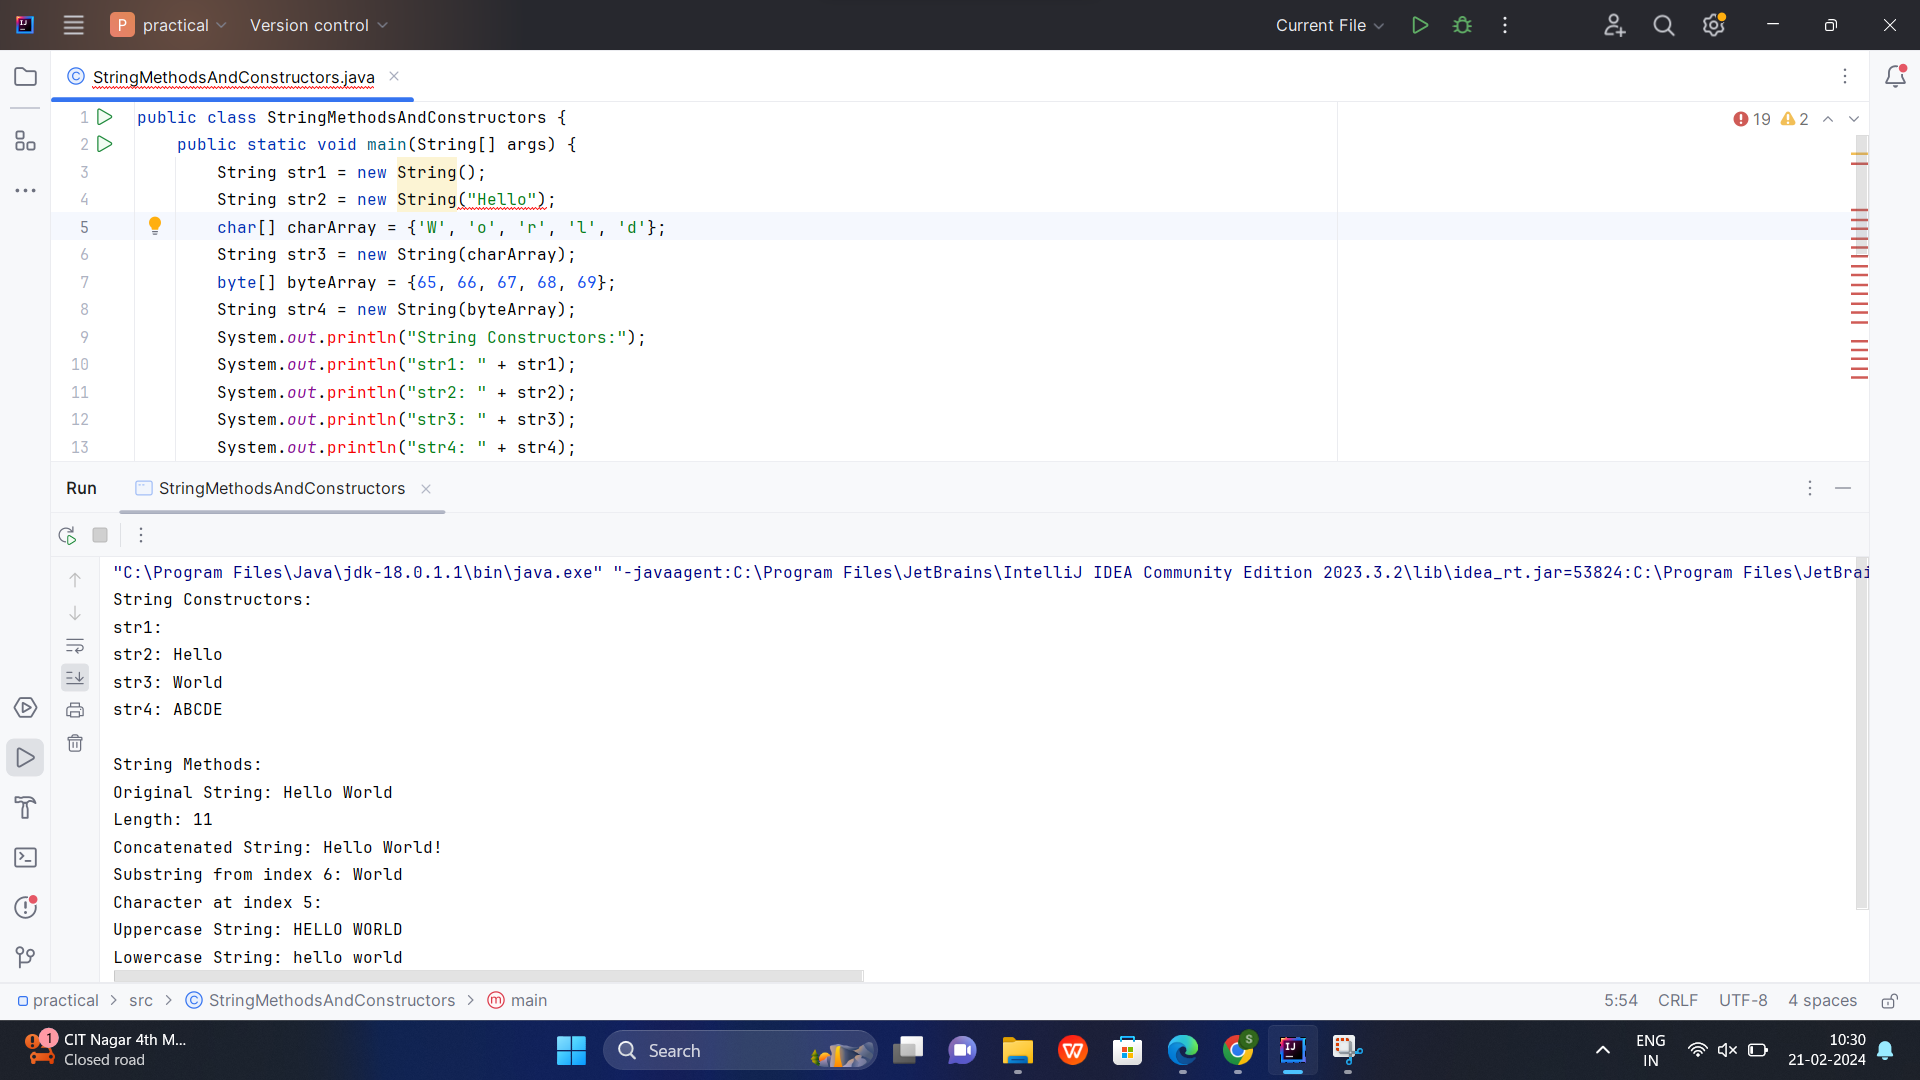 P practical Version control Current File
StringMethodsAndConstructors.java
19 2
1 public class StringMethodsAndConstructors {
2 public static void main(String[] args) {
3 String str1 = new String();
4 String str2 = new String("Hello");
5 char[] charArray = {'W', 'o', 'r', 'l', 'd'};
6 String str3 = new String(charArray);
7 byte[] byteArray = {65, 66, 67, 68, 69};
8 String str4 = new String(byteArray);
9 System.out.println("String Constructors:");
10 System.out.println("str1: " + str1);
11 System.out.println("str2: " + str2);
12 System.out.println("str3: " + str3);
13 System.out.println("str4: " + str4);
Run StringMethodsAndConstructors
"C:\Program Files\Java\jdk-18.0.1.1\bin\java.exe" "-javaagent:C:\Program Files\JetBrains\IntelliJ IDEA Community Edition 2023.3.2\lib\idea_rt.jar=53824:C:\Program Files\JetBrai
String Constructors:
str1:
str2: Hello
str3: World
str4: ABCDE
String Methods:
Original String: Hello World
Length: 11
Concatenated String: Hello World!
Substring from index 6: World
Character at index 5:
Uppercase String: HELLO WORLD
Lowercase String: hello world
practical > src > StringMethodsAndConstructors > main 5:54 CRLF UTF-8 4 spaces
1 CIT Nagar 4th M...
Closed road
Search
ENG
IN
10:30
21-02-2024